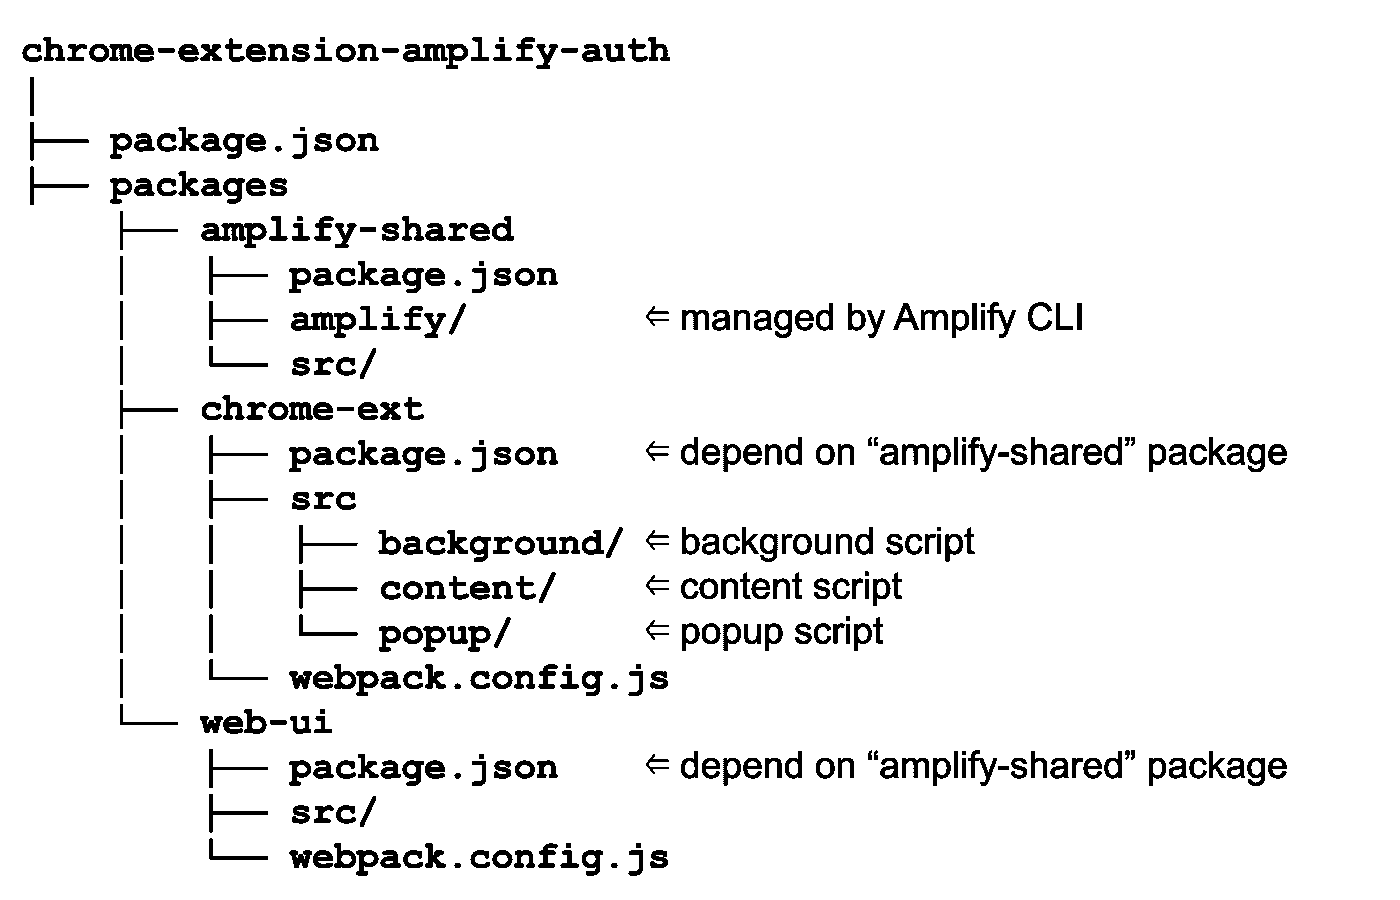 chrome-extension-amplify-auth
│
├── package.json
├── packages
    ├── amplify-shared
    │   ├── package.json
    │   ├── amplify/        ⇐ managed by Amplify CLI
    │   └── src/
    ├── chrome-ext
    │   ├── package.json    ⇐ depend on “amplify-shared” package
    │   ├── src
    │   │   ├── background/ ⇐ background script
    │   │   ├── content/    ⇐ content script
    │   │   └── popup/      ⇐ popup script
    │   └── webpack.config.js
    └── web-ui
        ├── package.json    ⇐ depend on “amplify-shared” package
        ├── src/
        └── webpack.config.js